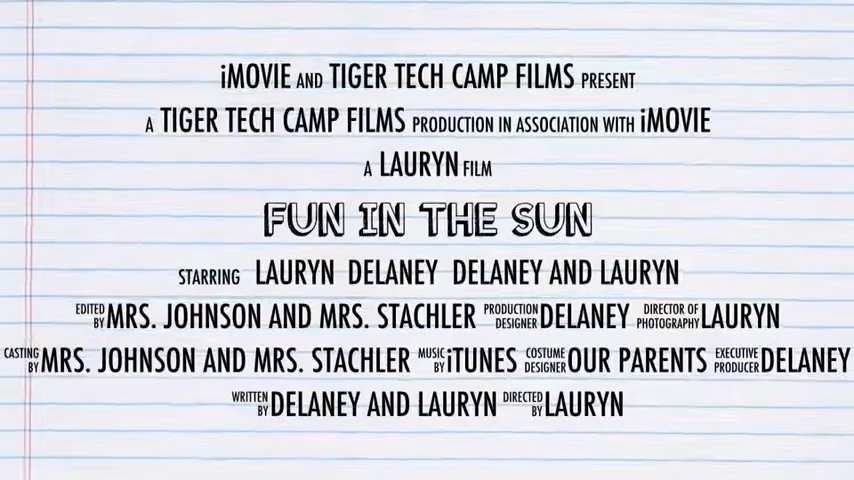 iMOVIE AND TIGER TECH CAMP FILMS PRESENT
A TIGER TECH CAMP FILMS PRODUCTION IN ASSOCIATION WITH iMOVIE
A LAURYN FILM
FUN IN THE SUN
STARRING LAURYN DELANEY DELANEY AND LAURYN
EDITED BY MRS. JOHNSON AND MRS. STACHLER PRODUCTION DESIGNER DELANEY DIRECTOR OF PHOTOGRAPHY LAURYN
CASTING BY MRS. JOHNSON AND MRS. STACHLER MUSIC BY iTUNES COSTUME DESIGNER OUR PARENTS EXECUTIVE PRODUCER DELANEY
WRITTEN BY DELANEY AND LAURYN DIRECTED BY LAURYN